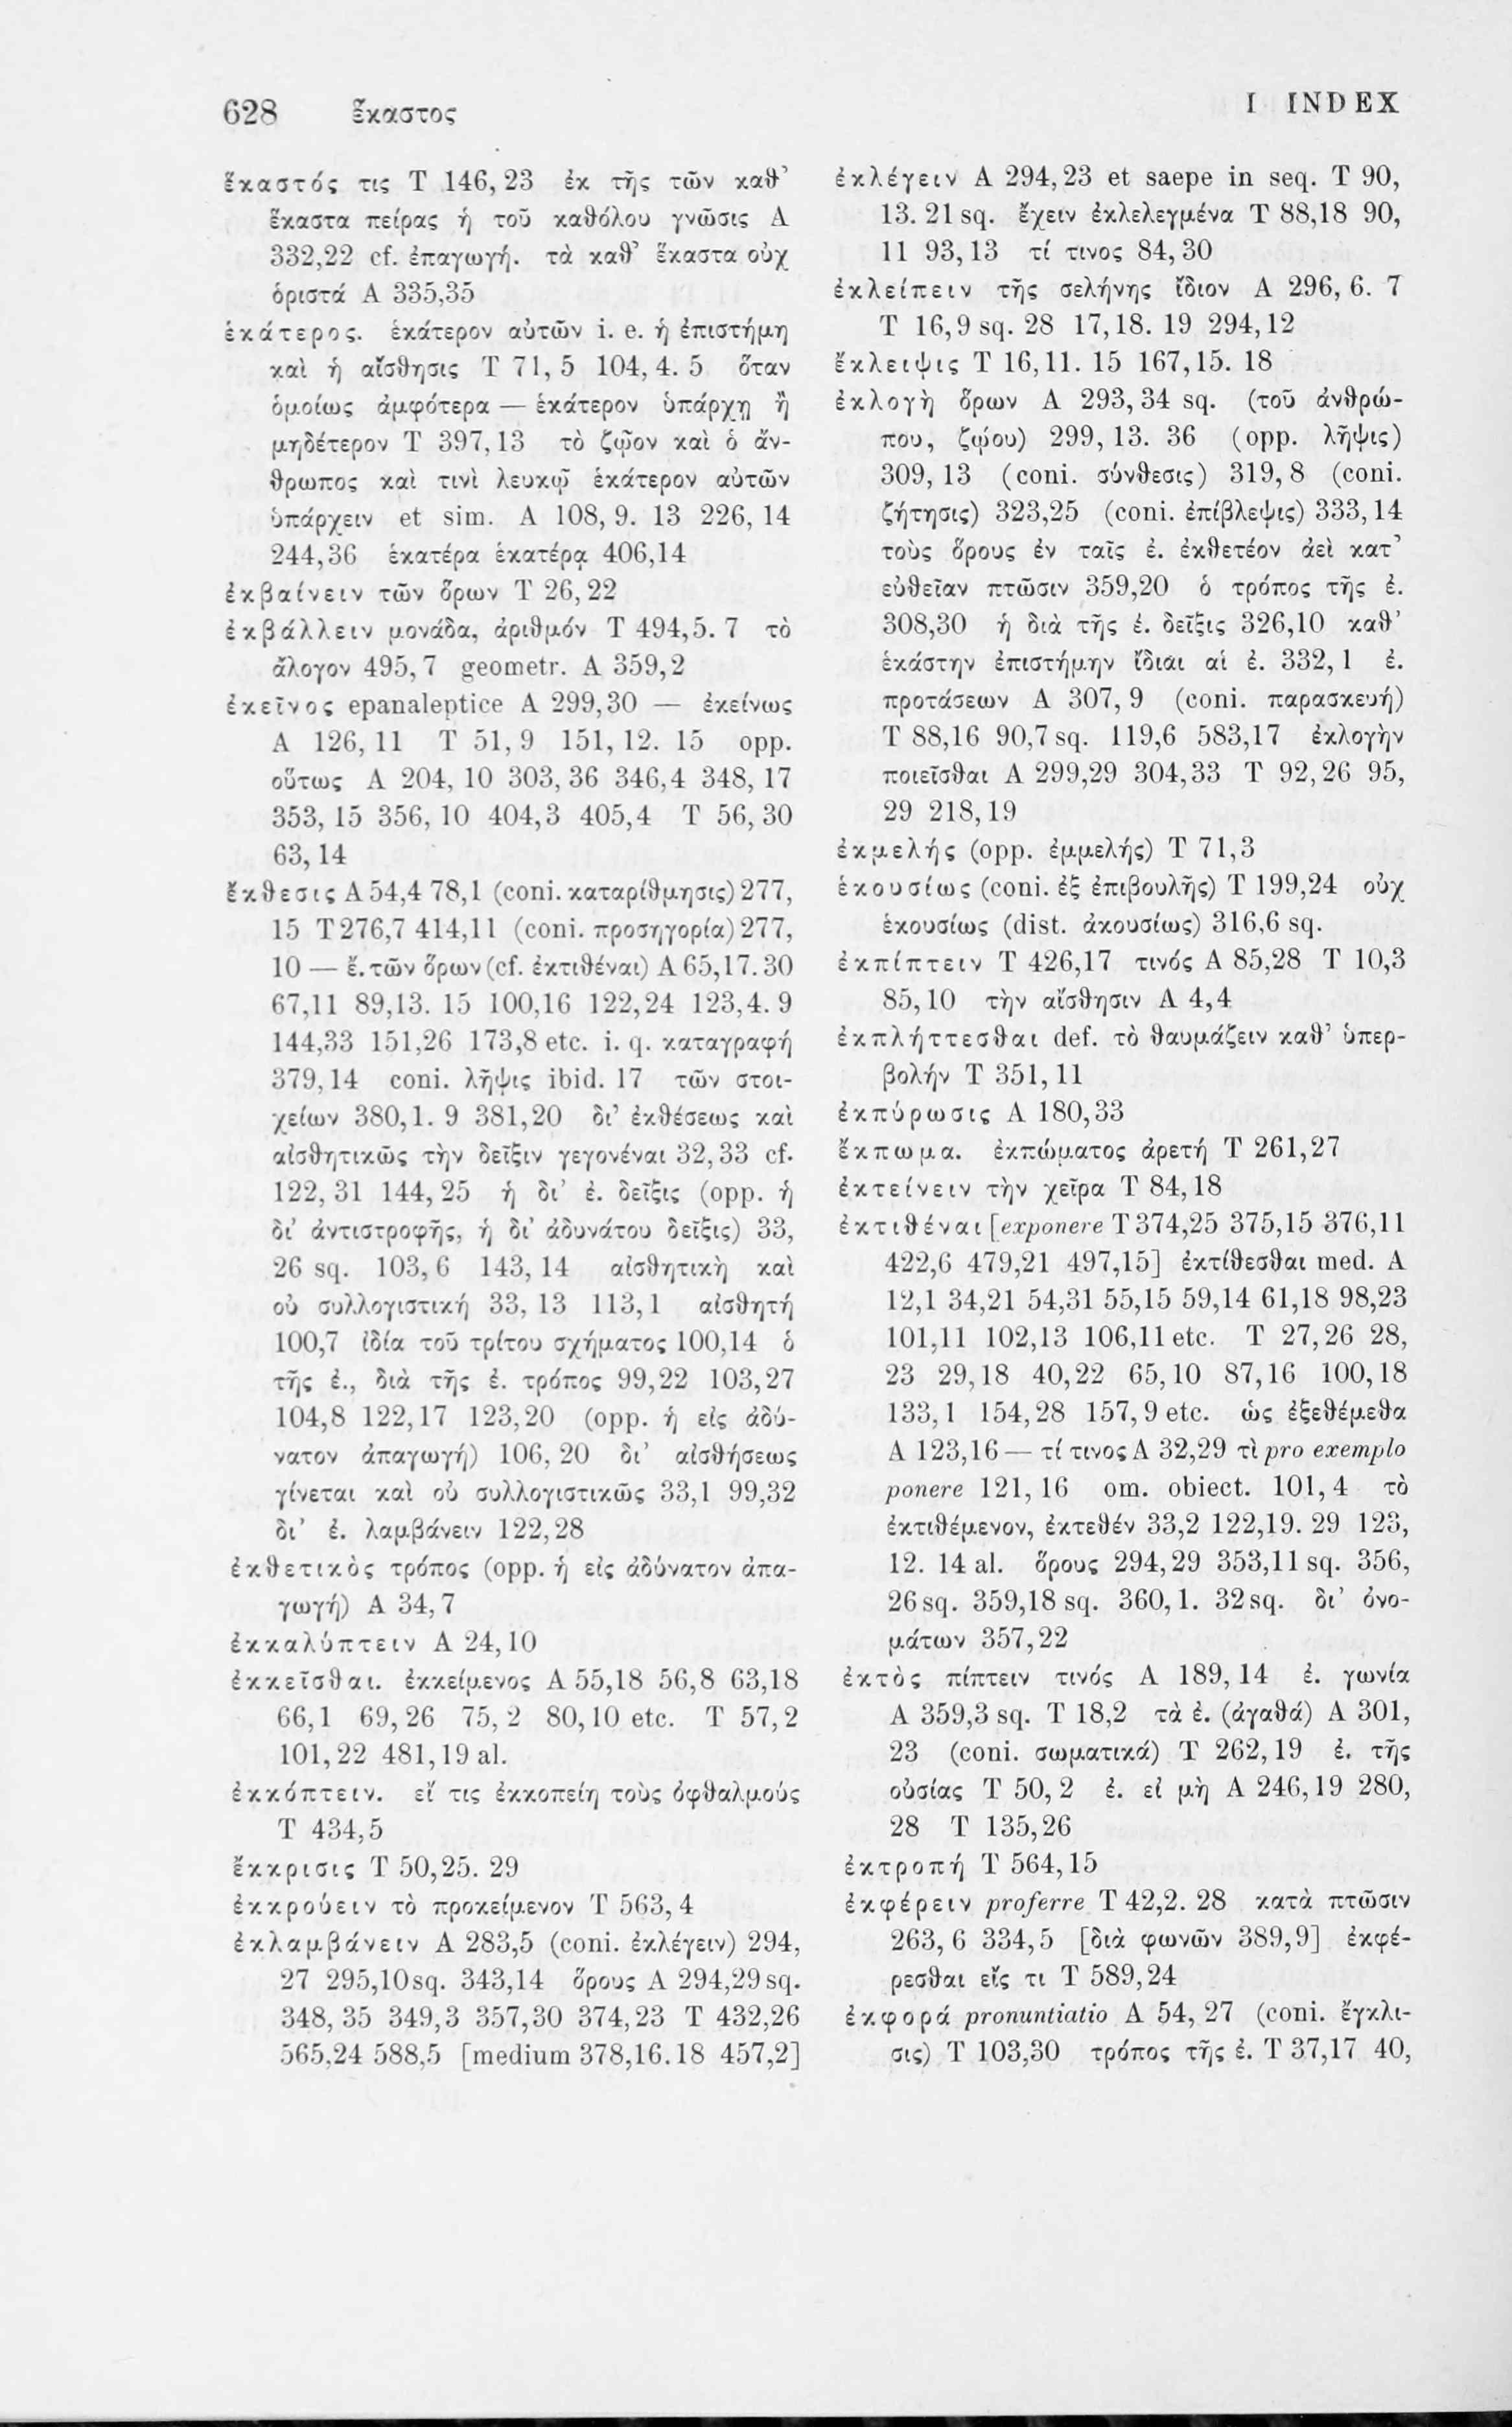 628 ἕκαστος
I INDEX
ἕκαστός τις T 146,23 ἐκ τῆς τῶν καθ’
ἕκαστα πείρας ἡ τοῦ καθόλου γνῶσις A
332,22 cf. ἐπαγωγή. τὰ καθ’ ἕκαστα οὐχ
ὁριστά A 335,35
ἑκάτερος. ἑκάτερον αὐτῶν i. e. ἡ ἐπιστήμη
καὶ ἡ αἴσθησις T 71, 5 104, 4. 5 ὅταν
ὁμοίως ἀμφότερα — ἑκάτερον ὑπάρχῃ ἢ
μηδέτερον T 397,13 τὸ ζῷον καὶ ὁ ἄν-
θρωπος καὶ τινὶ λευκῷ ἑκάτερον αὐτῶν
ὑπάρχειν et sim. A 108, 9. 13 226, 14
244,36 ἑκατέρα ἑκατέρᾳ 406,14
ἐκβαίνειν τῶν ὅρων T 26,22
ἐκβάλλειν μονάδα, ἀριθμόν T 494,5. 7 τὸ
ἄλογον 495, 7 geometr. A 359,2
ἐκεῖνος epanaleptice A 299,30 — ἐκείνως
A 126, 11 T 51, 9 151, 12. 15 opp.
οὕτως A 204, 10 303, 36 346,4 348, 17
353, 15 356, 10 404,3 405,4 T 56, 30
63, 14
ἔκθεσις A 54,4 78,1 (coni. καταρίθμησις) 277,
15 T 276,7 414,11 (coni. προσηγορία) 277,
10 — ἔ. τῶν ὅρων (cf. ἐκτιθέναι) A 65,17. 30
67,11 89,13. 15 100,16 122,24 123,4. 9
144,33 151,26 173,8 etc. i. q. καταγραφή
379, 14 coni. λῆψις ibid. 17 τῶν στοι-
χείων 380,1. 9 381,20 δι’ ἐκθέσεως καὶ
αἰσθητικῶς τὴν δεῖξιν γεγονέναι 32, 33 cf.
122, 31 144, 25 ἡ δι’ ἐ. δεῖξις (opp. ἡ
δι’ ἀντιστροφῆς, ἡ δι’ ἀδυνάτου δεῖξις) 33,
26 sq. 103, 6 143, 14 αἰσθητικὴ καὶ
οὐ συλλογιστική 33, 13 113, 1 αἰσθητή
100,7 ἰδία τοῦ τρίτου σχήματος 100,14 ὁ
τῆς ἐ., διὰ τῆς ἐ. τρόπος 99,22 103,27
104,8 122,17 123,20 (opp. ἡ εἰς ἀδύ-
νατον ἀπαγωγή) 106, 20 δι’ αἰσθήσεως
γίνεται καὶ οὐ συλλογιστικῶς 33,1 99,32
δι’ ἐ. λαμβάνειν 122,28
ἐκθετικὸς τρόπος (opp. ἡ εἰς ἀδύνατον ἀπα-
γωγή) A 34, 7
ἐκκαλύπτειν A 24,10
ἐκκεῖσθαι. ἐκκείμενος A 55,18 56,8 63,18
66,1 69, 26 75, 2 80, 10 etc. T 57, 2
101, 22 481, 19 al.
ἐκκόπτειν. εἴ τις ἐκκοπείη τοὺς ὀφθαλμούς
T 434,5
ἔκκρισις T 50,25. 29
ἐκκρούειν τὸ προκείμενον T 563, 4
ἐκλαμβάνειν A 283,5 (coni. ἐκλέγειν) 294,
27 295,10sq. 343,14 ὅρους A 294,29 sq.
348, 35 349,3 357,30 374,23 T 432,26
565,24 588,5 [medium 378,16. 18 457,2]
ἐκλέγειν A 294,23 et saepe in seq. T 90,
13. 21 sq. ἔχειν ἐκλελεγμένα T 88,18 90,
11 93, 13 τί τινος 84, 30
ἐκλείπειν τῆς σελήνης ἴδιον A 296, 6. 7
T 16,9 sq. 28 17,18. 19 294,12
ἔκλειψις T 16,11. 15 167,15. 18
ἐκλογὴ ὅρων A 293, 34 sq. (τοῦ ἀνθρώ-
που, ζῴου) 299, 13. 36 (opp. λῆψις)
309, 13 (coni. σύνθεσις) 319, 8 (coni.
ζήτησις) 323,25 (coni. ἐπίβλεψις) 333, 14
τοὺς ὅρους ἐν ταῖς ἐ. ἐκθετέον ἀεὶ κατ’
εὐθεῖαν πτῶσιν 359,20 ὁ τρόπος τῆς ἐ.
308,30 ἡ διὰ τῆς ἐ. δεῖξις 326,10 καθ’
ἑκάστην ἐπιστήμην ἴδιαι αἱ ἐ. 332, 1 ἐ.
προτάσεων A 307, 9 (coni. παρασκευή)
T 88,16 90,7 sq. 119,6 583,17 ἐκλογὴν
ποιεῖσθαι A 299,29 304,33 T 92,26 95,
29 218,19
ἐκμελής (opp. ἐμμελής) T 71,3
ἑκουσίως (coni. ἐξ ἐπιβουλῆς) T 199,24 οὐχ
ἑκουσίως (dist. ἀκουσίως) 316,6 sq.
ἐκπίπτειν T 426,17 τινός A 85,28 T 10,3
85, 10 τὴν αἴσθησιν A 4,4
ἐκπλήττεσθαι def. τὸ θαυμάζειν καθ’ ὑπερ-
βολήν T 351, 11
ἐκπύρωσις A 180,33
ἔκπωμα. ἐκπώματος ἀρετή T 261,27
ἐκτείνειν τὴν χεῖρα T 84, 18
ἐκτιθέναι [exponere T 374,25 375,15 376,11
422,6 479,21 497,15] ἐκτίθεσθαι med. A
12,1 34,21 54,31 55,15 59,14 61,18 98,23
101,11 102,13 106,11 etc. T 27, 26 28,
23 29, 18 40, 22 65, 10 87, 16 100, 18
133, 1 154, 28 157, 9 etc. ὡς ἐξεθέμεθα
A 123,16 — τί τινος A 32,29 τὶ pro exemplo
ponere 121, 16 om. obiect. 101, 4 τὸ
ἐκτιθέμενον, ἐκτεθέν 33,2 122,19. 29 123,
12. 14 al. ὅρους 294, 29 353,11 sq. 356,
26 sq. 359,18 sq. 360, 1. 32 sq. δι’ ὀνο-
μάτων 357,22
ἐκτὸς πίπτειν τινός A 189, 14 ἐ. γωνία
A 359,3 sq. T 18,2 τὰ ἐ. (ἀγαθά) A 301,
23 (coni. σωματικά) T 262, 19 ἐ. τῆς
οὐσίας T 50, 2 ἐ. εἰ μὴ A 246, 19 280,
28 T 135,26
ἐκτροπή T 564, 15
ἐκφέρειν proferre T 42,2. 28 κατὰ πτῶσιν
263, 6 334, 5 [διὰ φωνῶν 389, 9] ἐκφέ-
ρεσθαι εἴς τι T 589,24
ἐκφορά pronuntiatio A 54, 27 (coni. ἔγκλι-
σις) T 103,30 τρόπος τῆς ἐ. T 37,17 40,